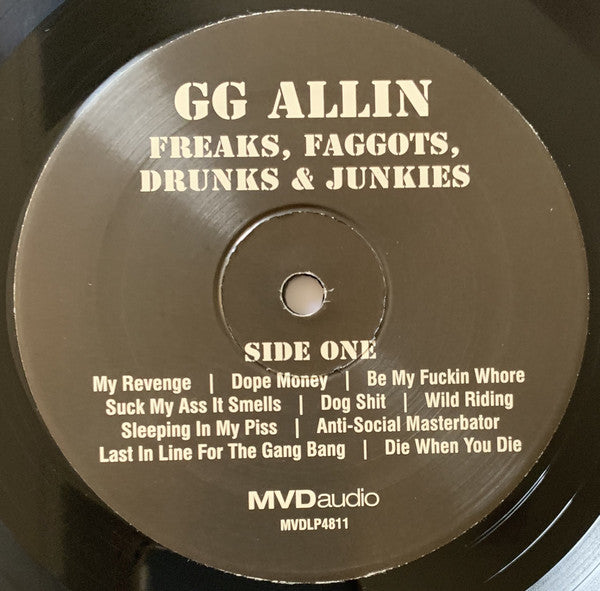 GG ALLIN
FREAKS, FAGGOTS,
DRUNKS & JUNKIES
SIDE ONE
My Revenge | Dope Money | Be My Fuckin Whore
Suck My Ass It Smells | Dog Shit | Wild Riding
Sleeping In My Piss | Anti-Social Masterbator
Last In Line For The Gang Bang | Die When You Die
MVDaudio
MVDLP4811